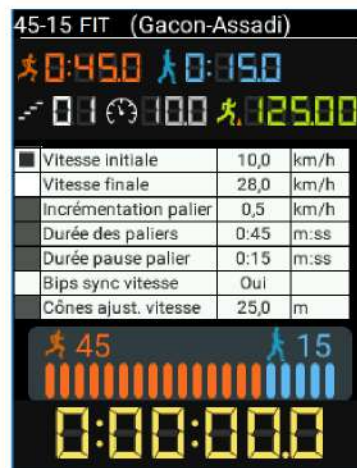 45-15 FIT (Gacon-Assadi)
0:45.0 0:15.0
01 10.0 125.00
Vitesse initiale 10,0 km/h
Vitesse finale 28,0 km/h
Incrémentation palier 0,5 km/h
Durée des paliers 0:45 m:ss
Durée pause palier 0:15 m:ss
Bips sync vitesse Oui
Cônes ajust. vitesse 25,0 m
45 15
0:00:00.0